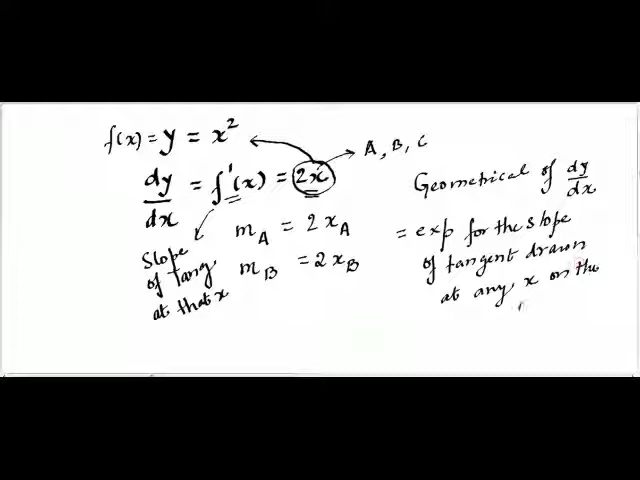 f(x) = y = x²
dy/dx = f'(x) = 2x → A, B, C
Slope of tang at that x
m_A = 2x_A
m_B = 2x_B
Geometrical of dy/dx
= exp for the slope
of tangent drawn
at any x on the